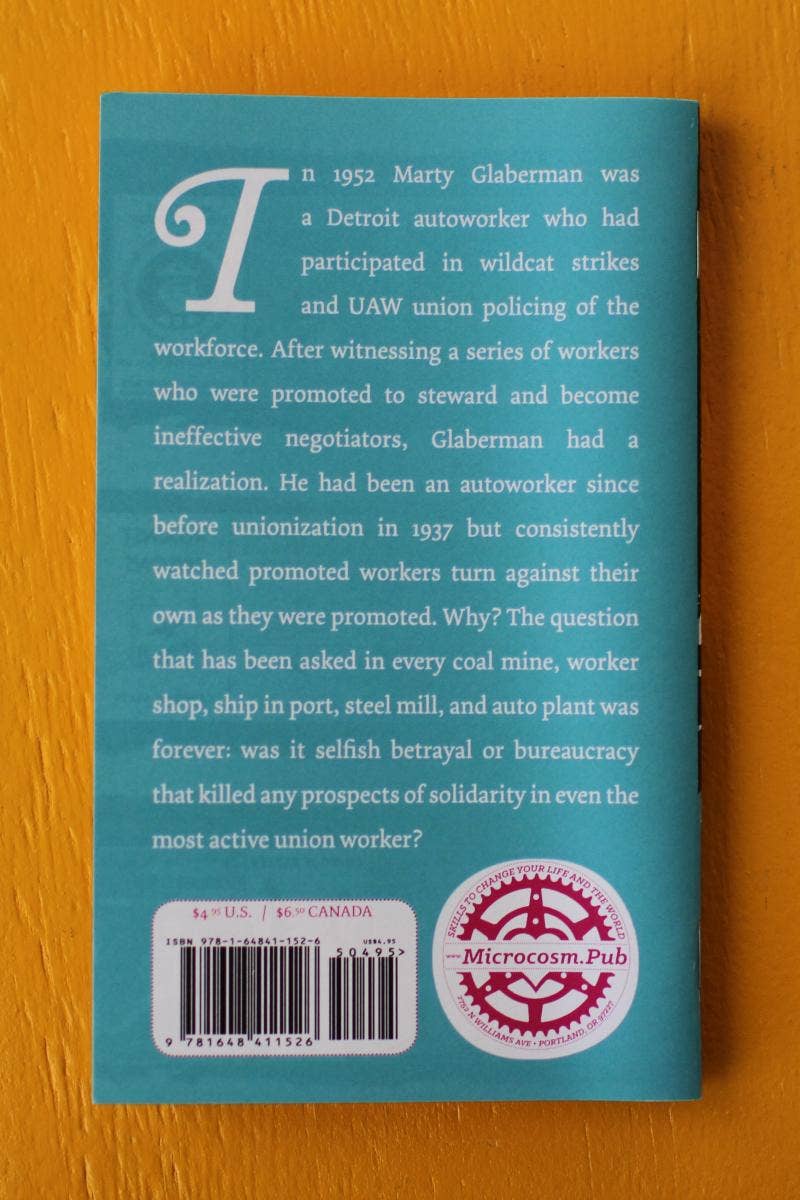 In 1952 Marty Glaberman was
a Detroit autoworker who had
participated in wildcat strikes
and UAW union policing of the
workforce. After witnessing a series of workers
who were promoted to steward and become
ineffective negotiators, Glaberman had a
realization. He had been an autoworker since
before unionization in 1937 but consistently
watched promoted workers turn against their
own as they were promoted. Why? The question
that has been asked in every coal mine, worker
shop, ship in port, steel mill, and auto plant was
forever: was it selfish betrayal or bureaucracy
that killed any prospects of solidarity in even the
most active union worker?
$4.95 U.S. / $6.50 CANADA
ISBN 978-1-64841-152-6
US$4.95
50495>
9 781648 411526
SKILLS TO CHANGE YOUR LIFE AND THE WORLD
www.Microcosm.Pub
2752 N WILLIAMS AVE • PORTLAND, OR 97227